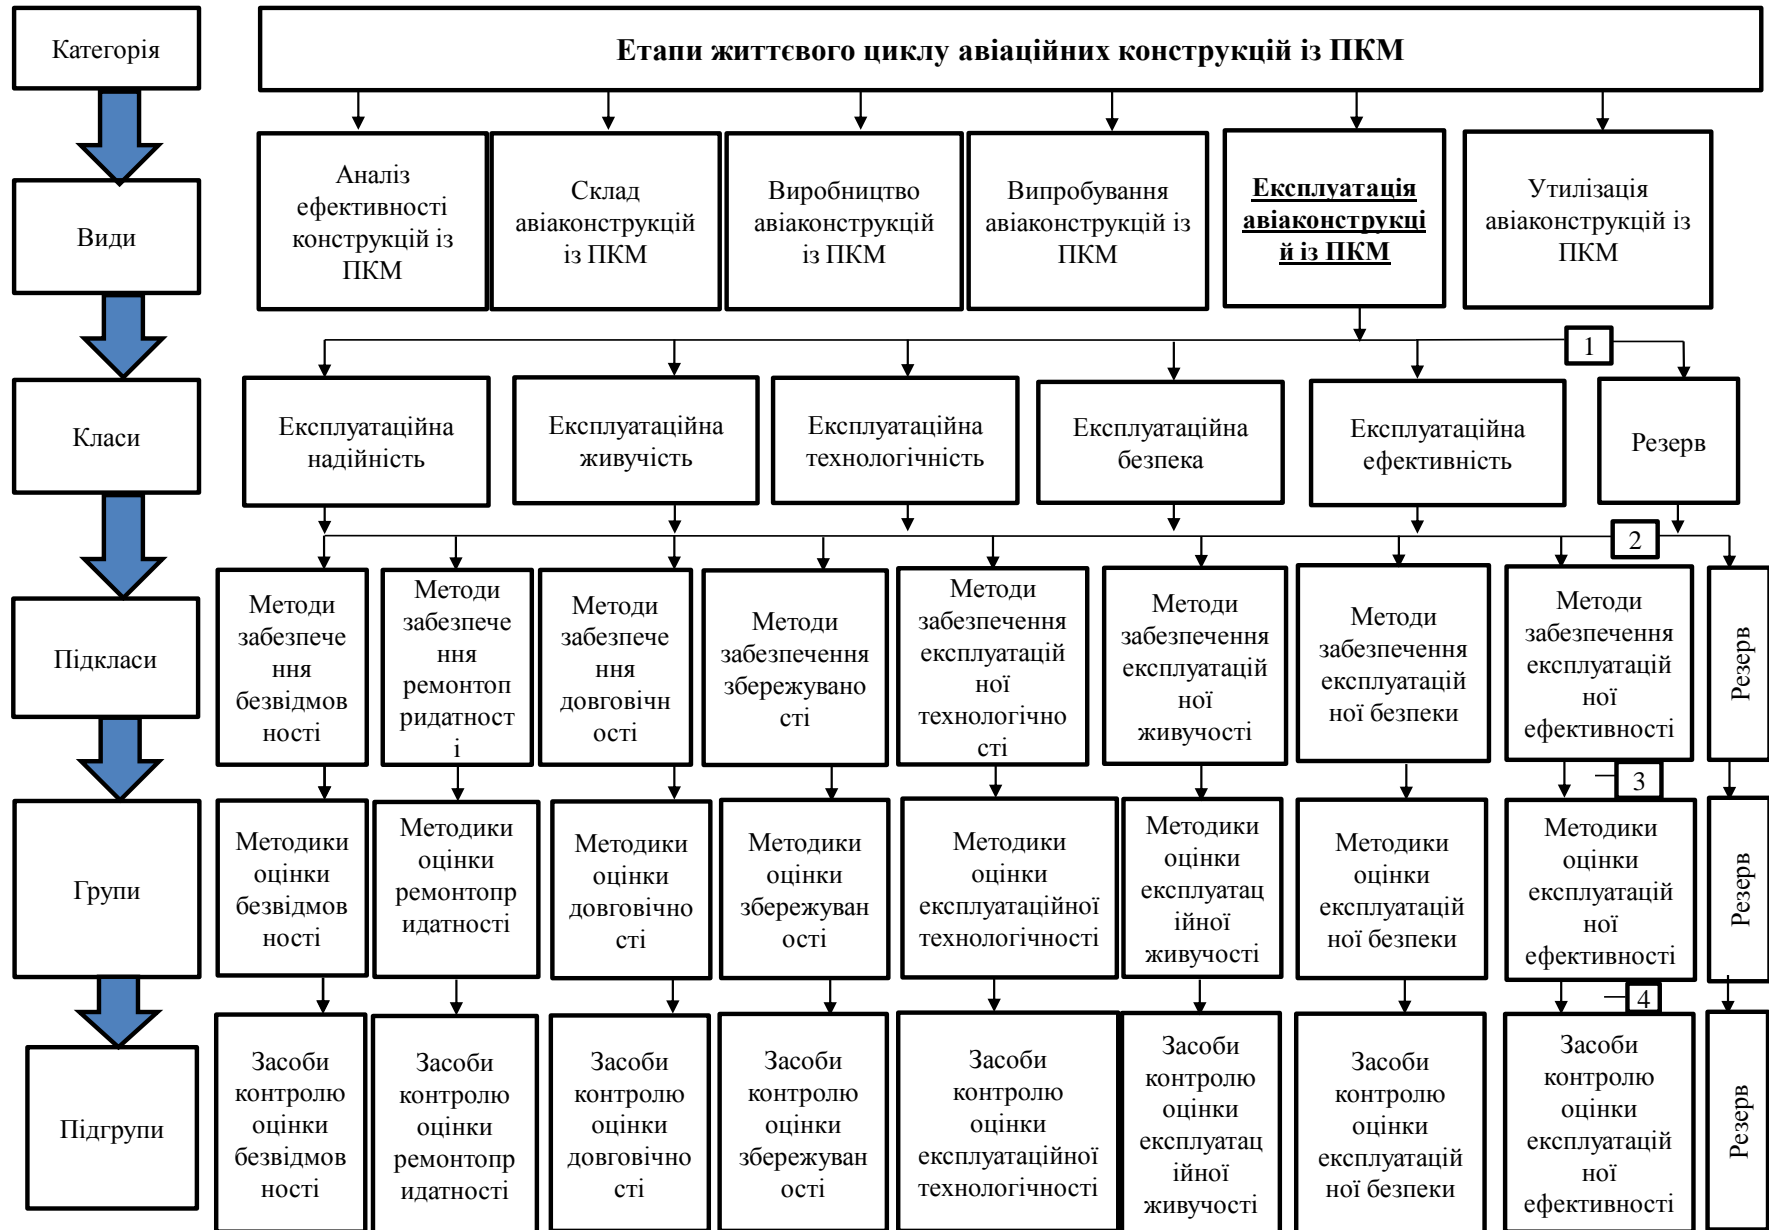 Категорія
Етапи життєвого циклу авіаційних конструкцій із ПКМ
Види
Аналіз
ефективності
конструкцій із
ПКМ
Склад
авіаконструкцій
із ПКМ
Виробництво
авіаконструкцій
із ПКМ
Випробування
авіаконструкцій із
ПКМ
Експлуатація
авіаконструкці
й із ПКМ
Утилізація
авіаконструкцій із
ПКМ
1
Класи
Експлуатаційна
надійність
Експлуатаційна
живучість
Експлуатаційна
технологічність
Експлуатаційна
безпека
Експлуатаційна
ефективність
Резерв
2
Підкласи
Методи
забезпече
ння
безвідмов
ності
Методи
забезпече
ння
ремонтоп
ридатност
і
Методи
забезпече
ння
довговічн
ості
Методи
забезпечення
збережувано
сті
Методи
забезпечення
експлуатацій
ної
технологічно
сті
Методи
забезпечення
експлуатацій
ної
живучості
Методи
забезпечення
експлуатацій
ної безпеки
Методи
забезпечення
експлуатацій
ної
ефективності
Резерв
3
Групи
Методики
оцінки
безвідмов
ності
Методики
оцінки
ремонтопр
идатності
Методики
оцінки
довговічно
сті
Методики
оцінки
збережуван
ості
Методики
оцінки
експлуатаційної
технологічності
Методики
оцінки
експлуатац
ійної
живучості
Методики
оцінки
експлуатацій
ної безпеки
Методики
оцінки
експлуатацій
ної
ефективності
Резерв
4
Підгрупи
Засоби
контролю
оцінки
безвідмов
ності
Засоби
контролю
оцінки
ремонтопр
идатності
Засоби
контролю
оцінки
довговічно
сті
Засоби
контролю
оцінки
збережуван
ості
Засоби
контролю
оцінки
експлуатаційної
технологічності
Засоби
контролю
оцінки
експлуатац
ійної
живучості
Засоби
контролю
оцінки
експлуатацій
ної безпеки
Засоби
контролю
оцінки
експлуатацій
ної
ефективності
Резерв